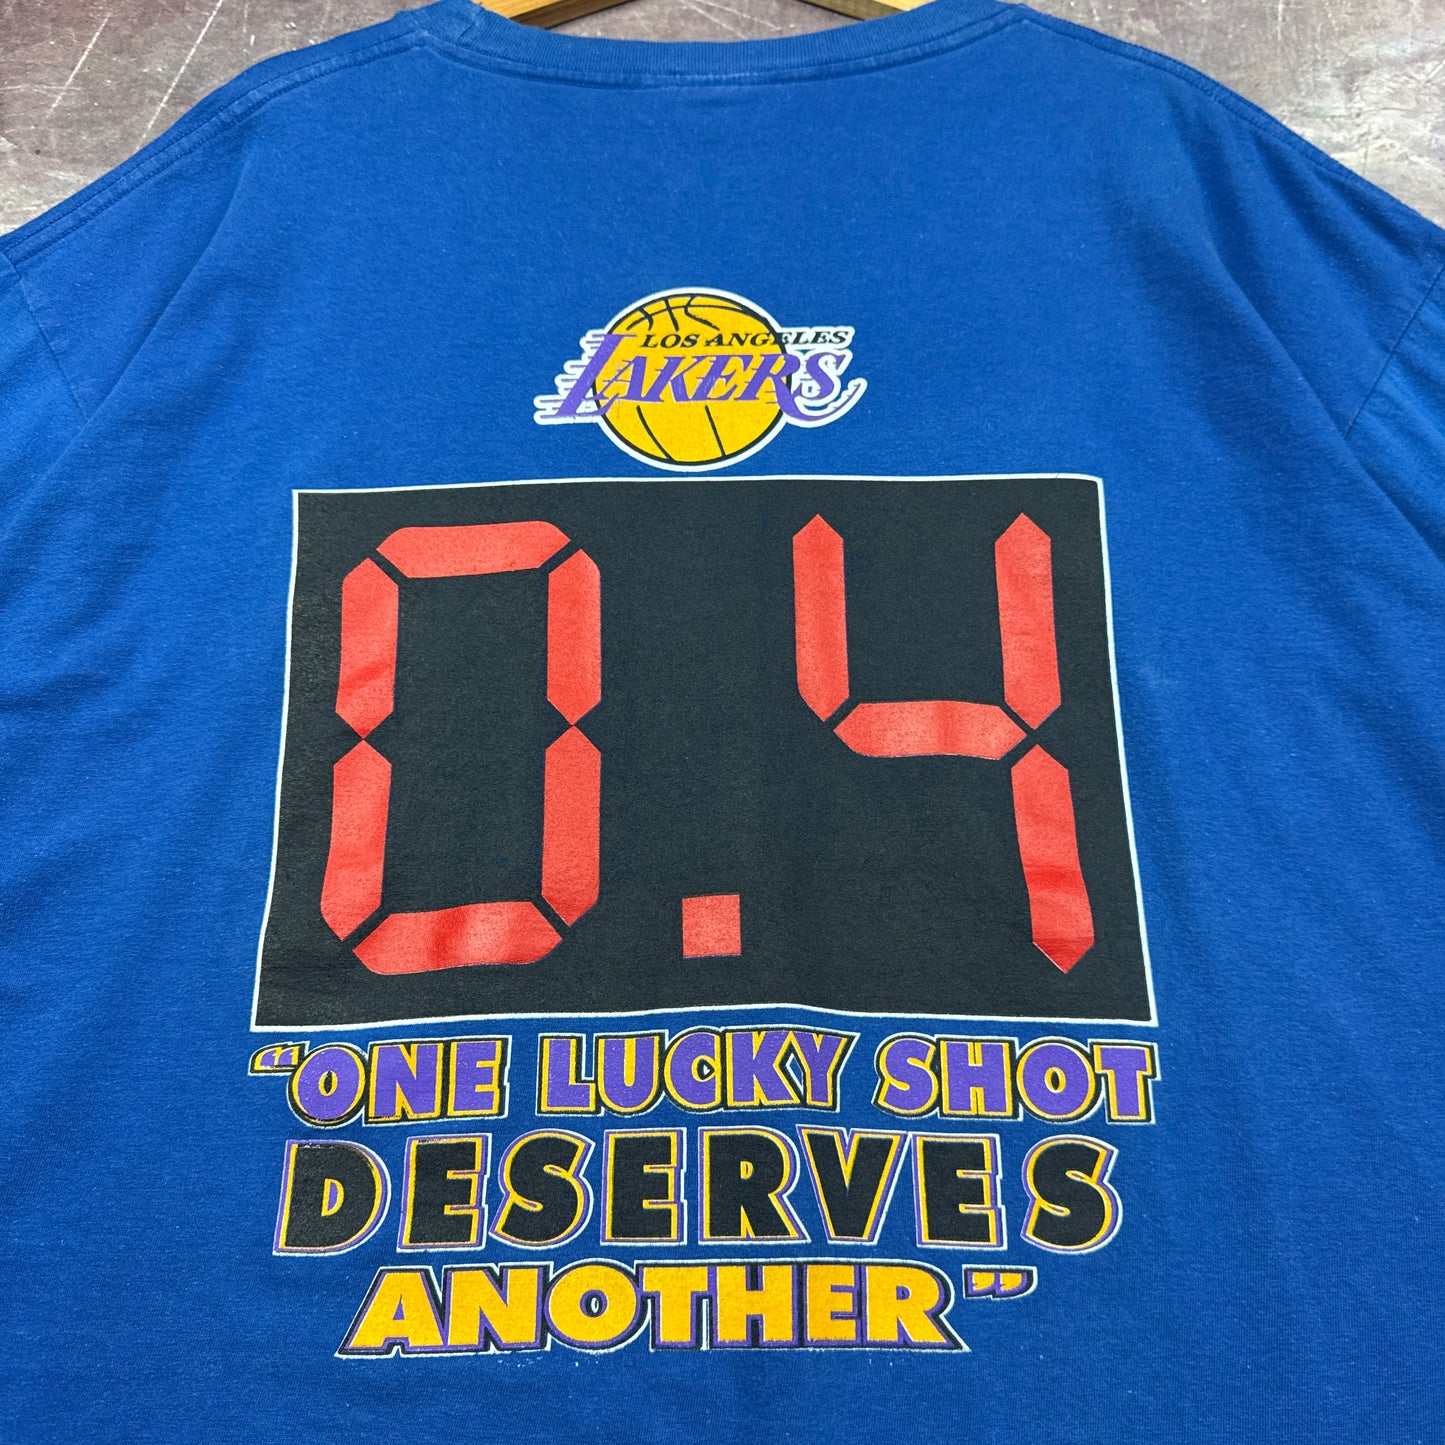 LOS ANGELES
LAKERS
0.4
“ONE LUCKY SHOT
DESERVES
ANOTHER”